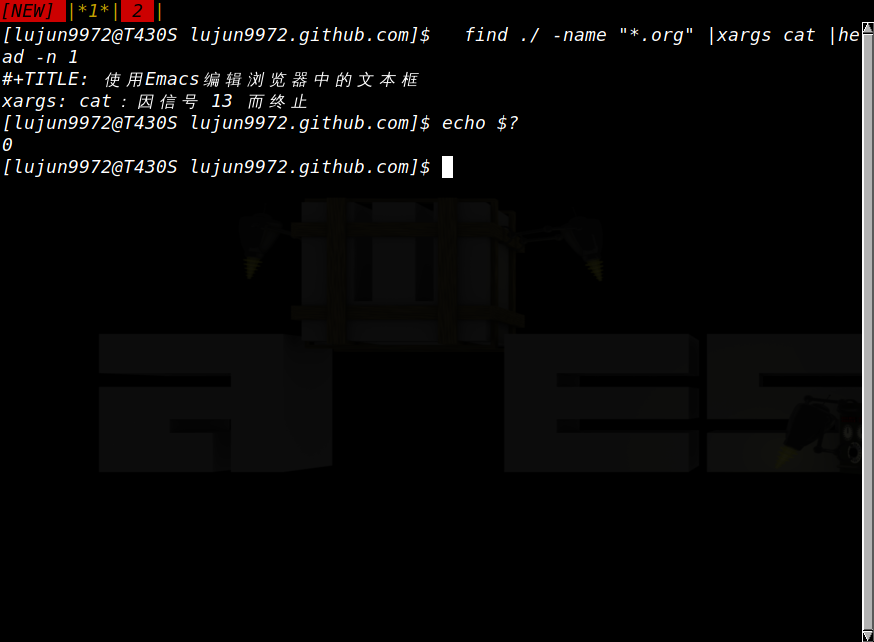 [NEW] |*1*| 2 |
[lujun9972@T430S lujun9972.github.com]$   find ./ -name "*.org" |xargs cat |he
ad -n 1
#+TITLE: 使用Emacs编辑浏览器中的文本框
xargs: cat：因信号 13 而终止
[lujun9972@T430S lujun9972.github.com]$ echo $?
0
[lujun9972@T430S lujun9972.github.com]$